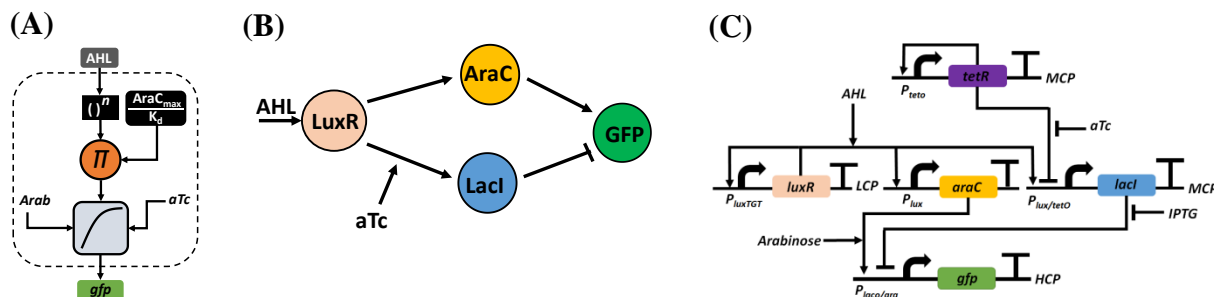 (A)
AHL
( )n
AraCmax
Kd
Π
Arab
aTc
gfp
(B)
AHL
LuxR
AraC
LacI
GFP
aTc
(C)
tetR
MCP
Pteto
AHL
aTc
luxR
LCP
araC
lacI
MCP
PluxTGT
Plux
Plux/tetO
IPTG
Arabinose
gfp
HCP
Placo/ara